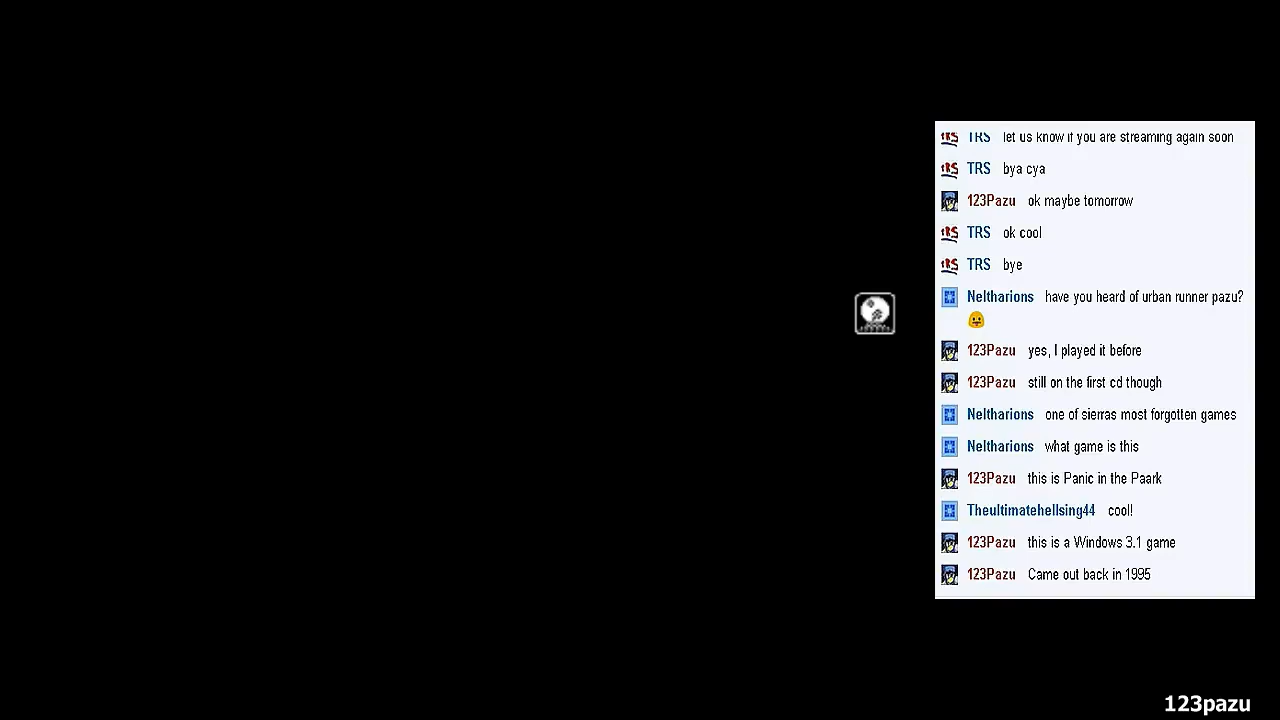 TRS let us know if you are streaming again soon
TRS bya cya
123Pazu ok maybe tomorrow
TRS ok cool
TRS bye
Neltharions have you heard of urban runner pazu?
123Pazu yes, I played it before
123Pazu still on the first cd though
Neltharions one of sierras most forgotten games
Neltharions what game is this
123Pazu this is Panic in the Paark
Theultimatehellsing44 cool!
123Pazu this is a Windows 3.1 game
123Pazu Came out back in 1995
123pazu